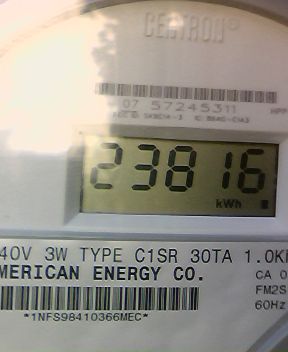 CENTRON®
07 57245311
23816
kWh
40V 3W TYPE C1SR 30TA 1.0K
MERICAN ENERGY CO.
CA 0
FM2S
60Hz
*1NFS98410366MEC*